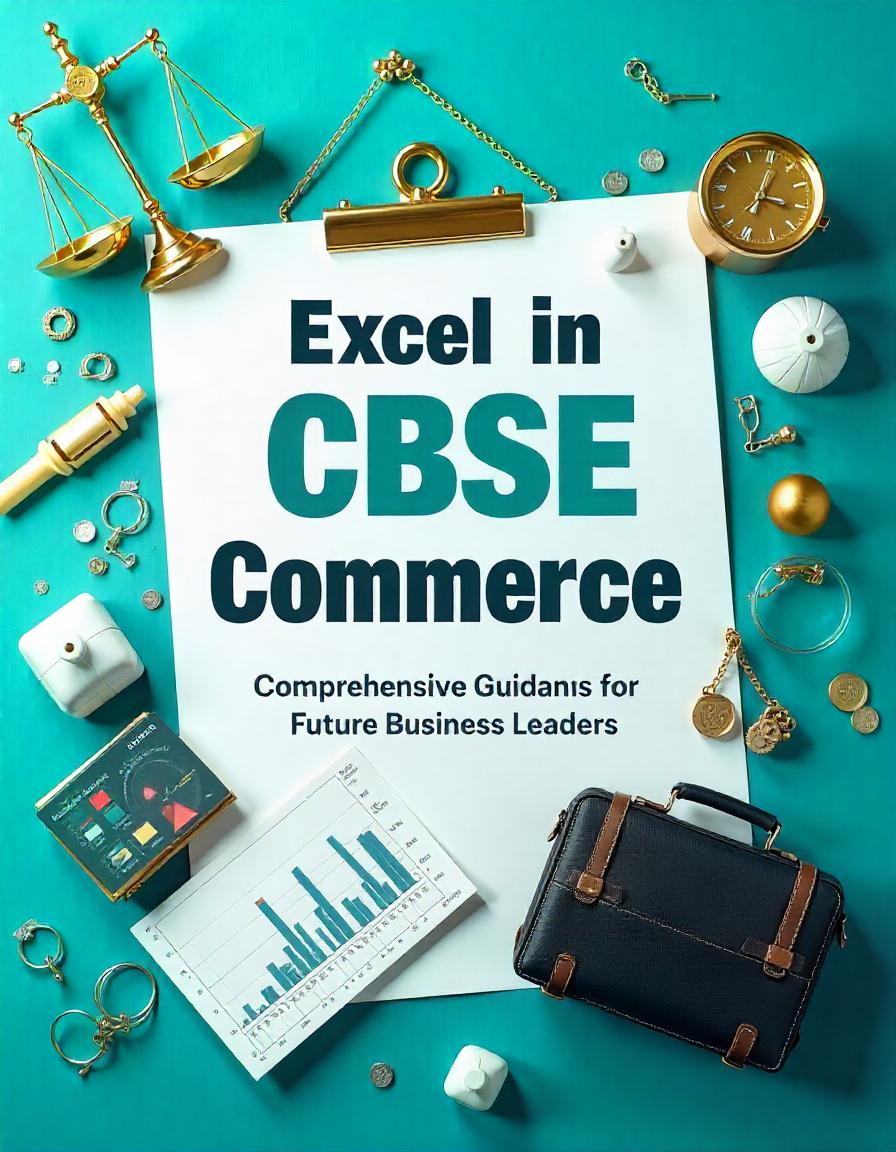 Excel in
CBSE
Commerce
Comprehensive Guidanıs for
Future Business Leaders